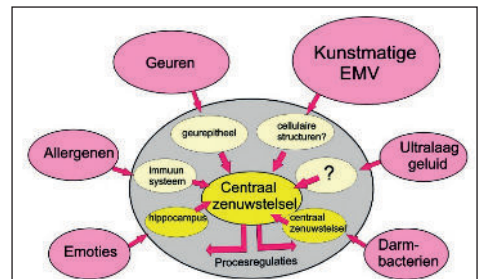 Geuren
Kunstmatige
EMV
geurepitheel
cellulaire
structuren?
Allergenen
immuun
systeem
?
Ultralaag
geluid
Centraal
zenuwstelsel
hippocampus
centraal
zenuwstelsel
Emoties
Darm-
bacterien
Procesregulaties